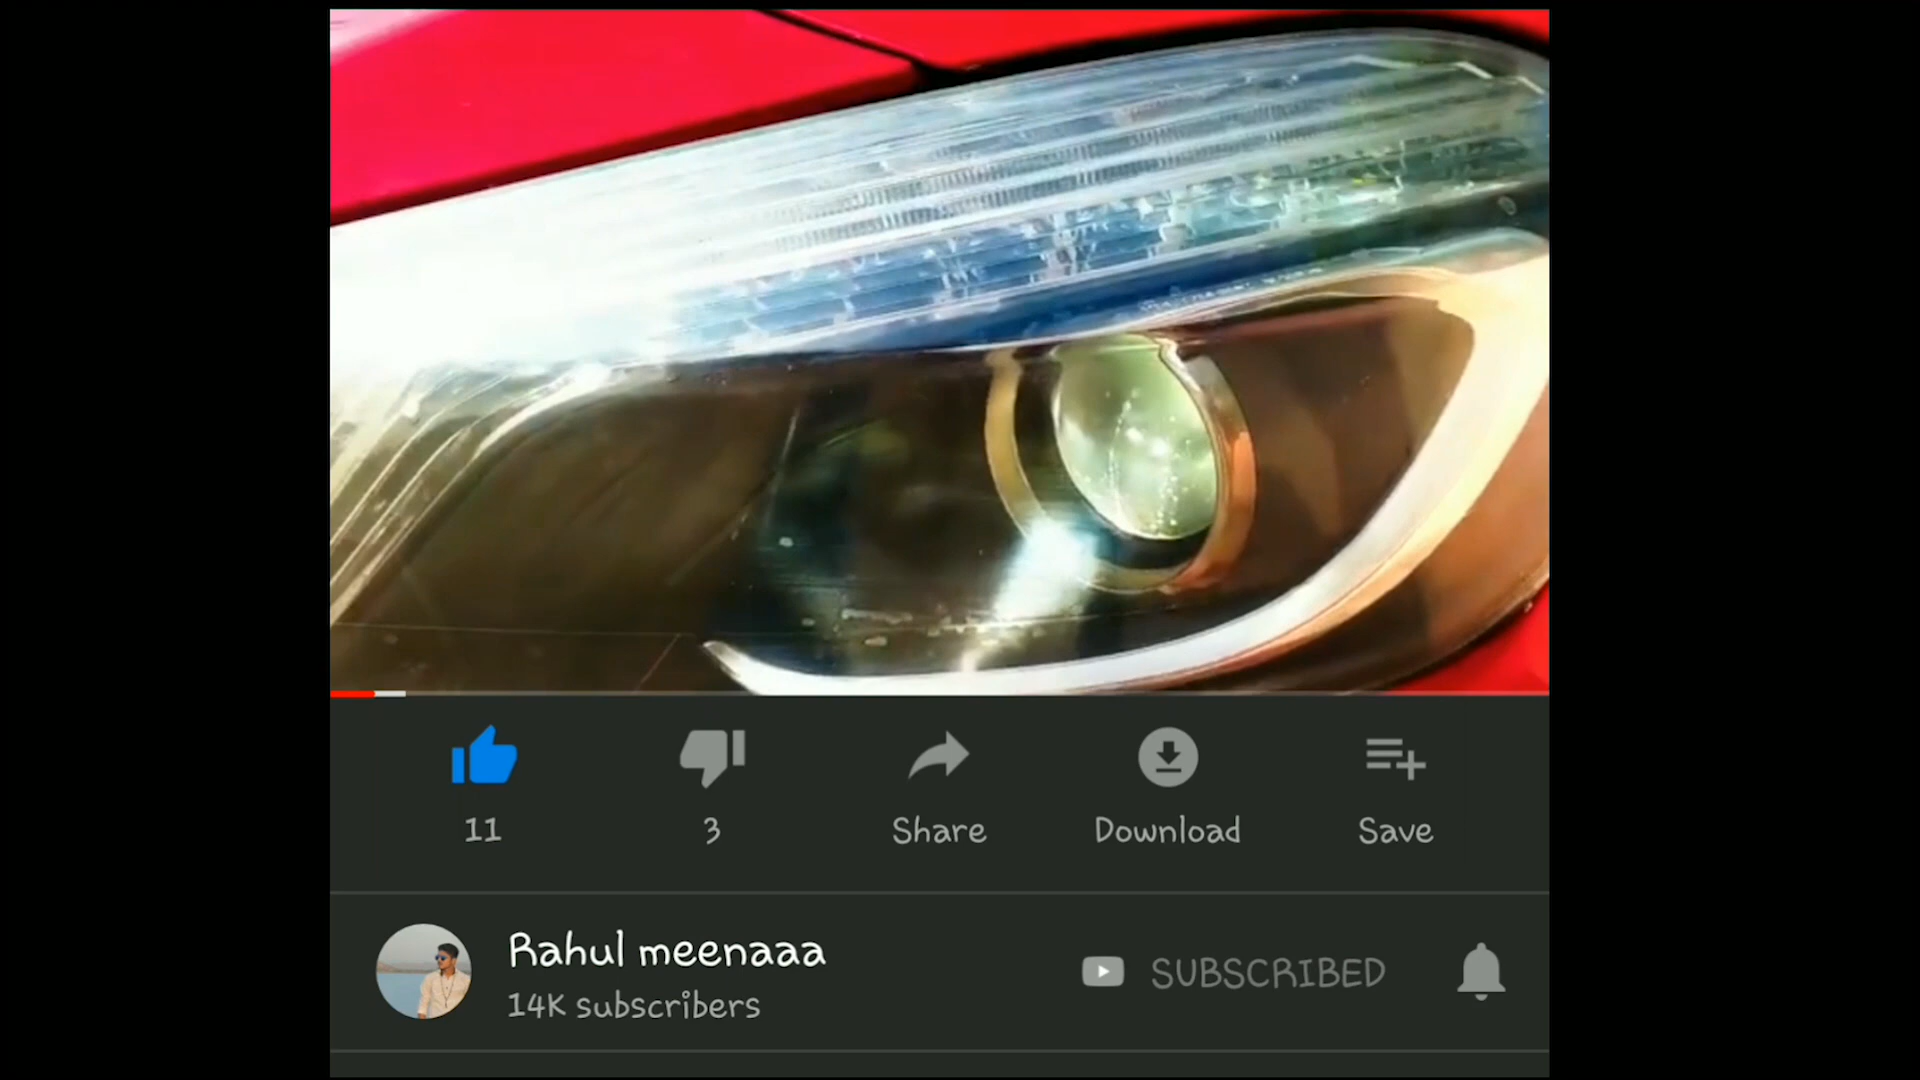 11
3
Share
Download
Save
Rahul meenaaa
14K subscribers
SUBSCRIBED